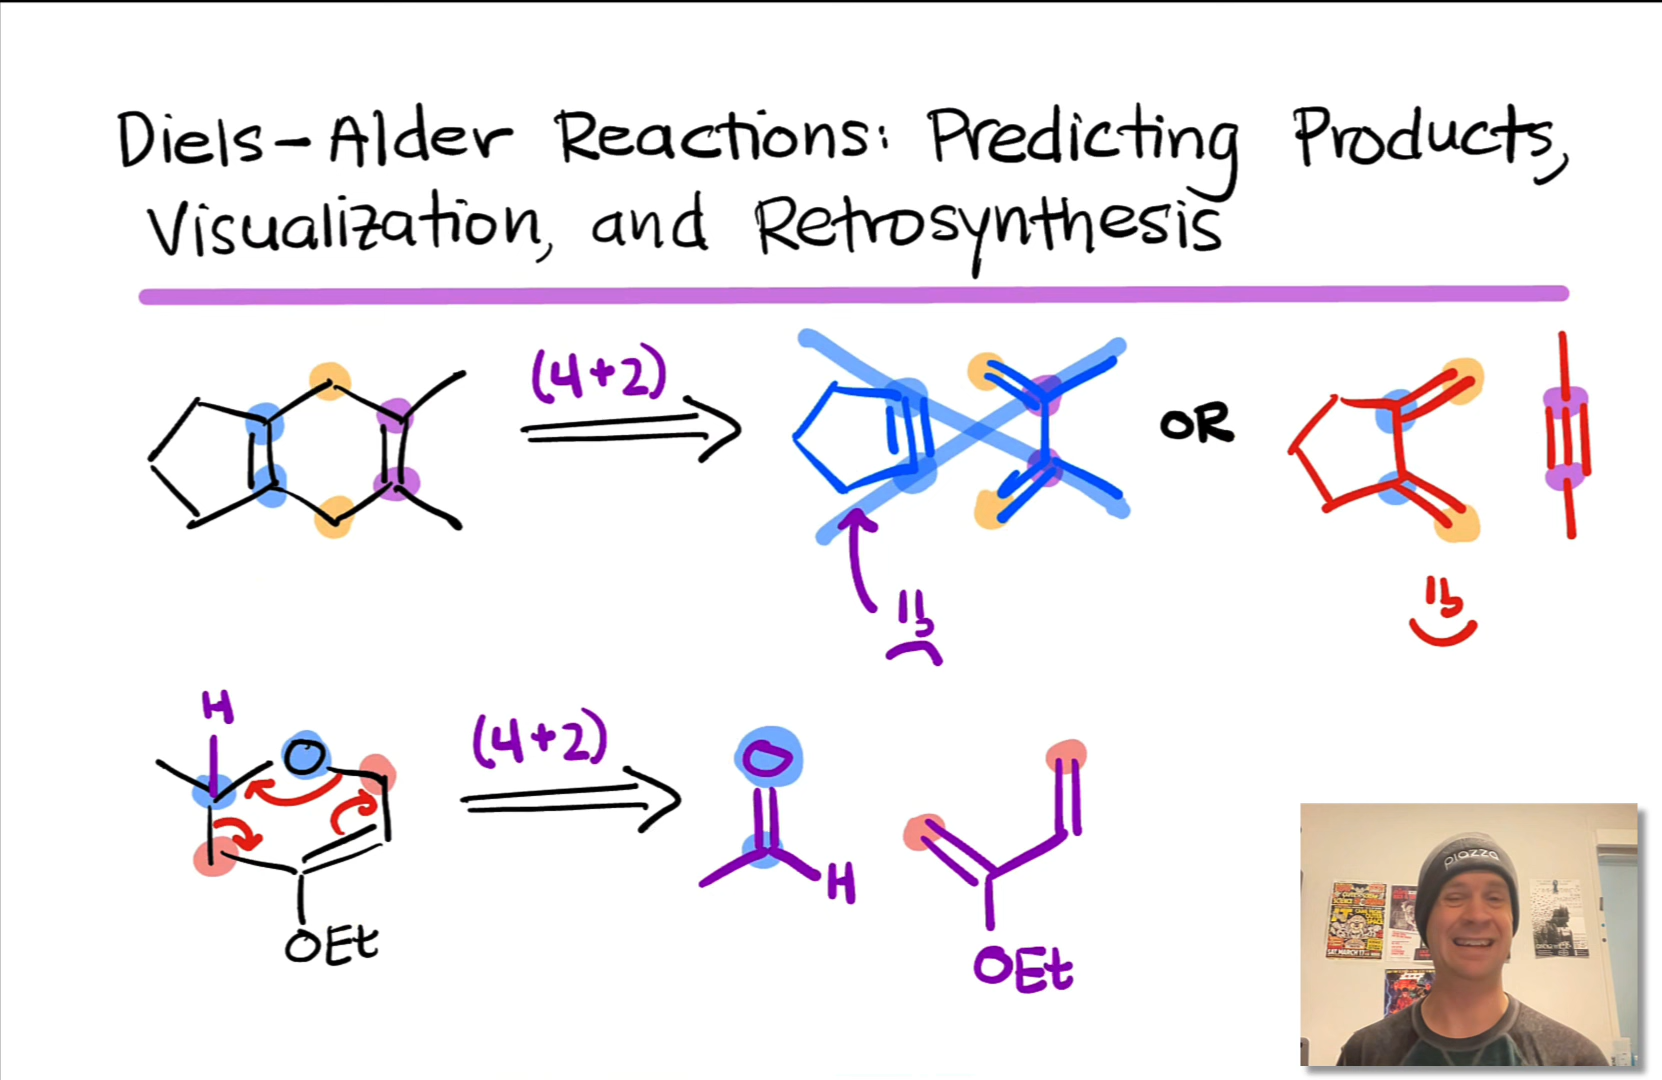 Diels-Alder Reactions: Predicting Products,
Visualization, and Retrosynthesis
(4+2)
OR
H
(4+2)
O
O
H
OEt
OEt
piazza